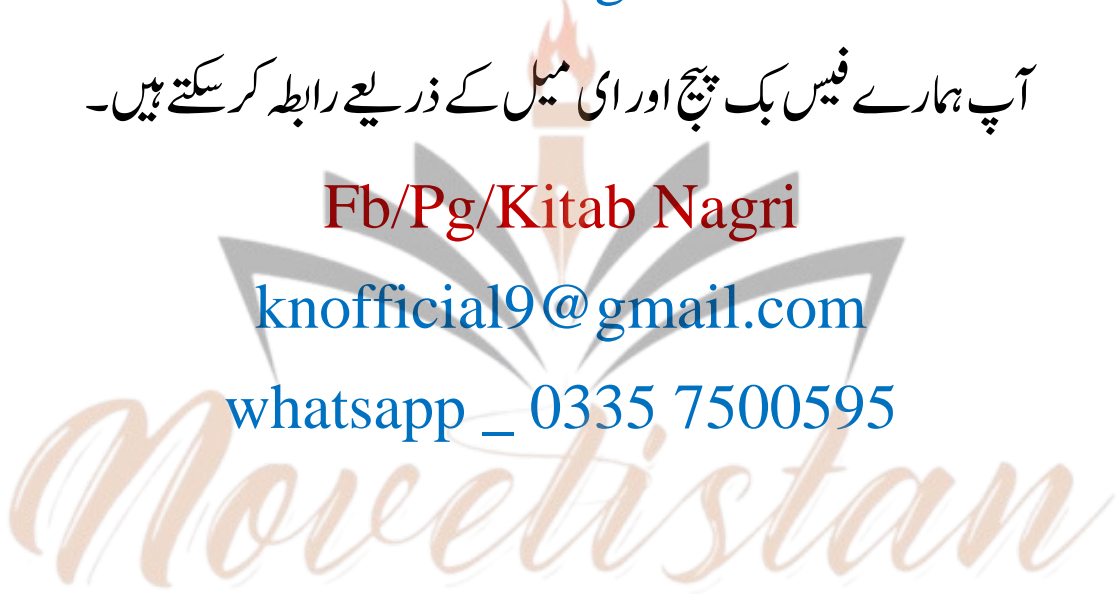 آپ ہمارے فیس بک پیج اور ای میل کے ذریعے رابطہ کر سکتے ہیں۔
Fb/Pg/Kitab Nagri
knofficial9@gmail.com
whatsapp _ 0335 7500595
Novelistan